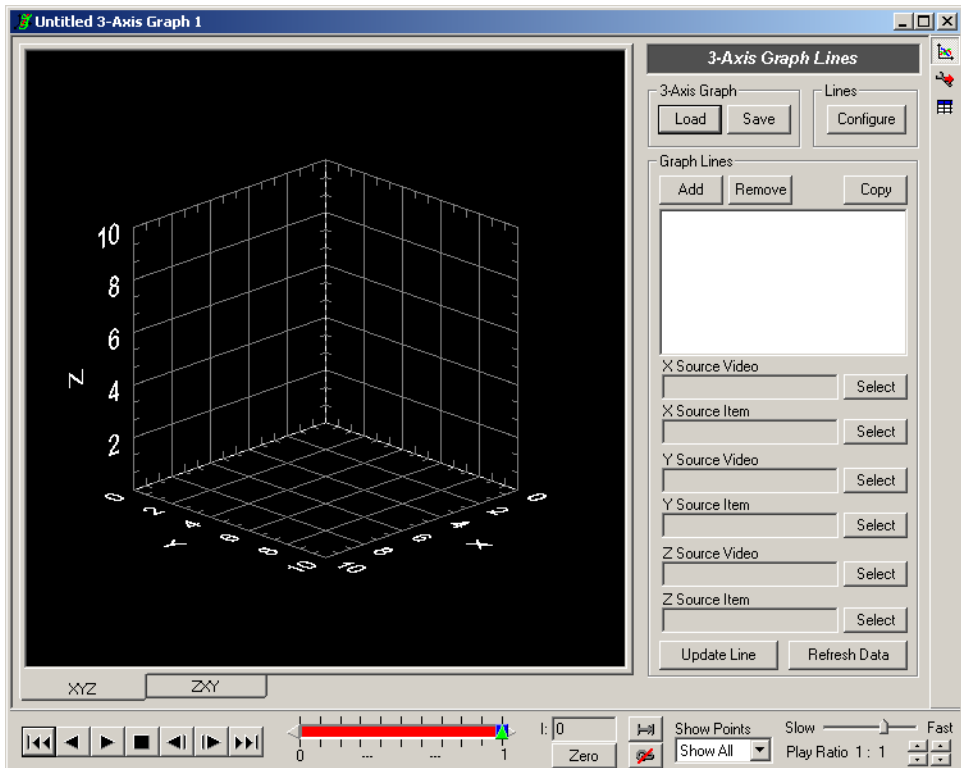 Untitled 3-Axis Graph 1
3-Axis Graph Lines
3-Axis Graph
Lines
Load
Save
Configure
Graph Lines
Add
Remove
Copy
X Source Video
Select
X Source Item
Select
Y Source Video
Select
Y Source Item
Select
Z Source Video
Select
Z Source Item
Select
Update Line
Refresh Data
10
8
6
4
2
Z
0
2
4
6
8
10
Y
10
8
6
4
2
0
X
XYZ
ZXY
0
---
---
1
I: 0
Zero
Show Points
Show All
Slow
Fast
Play Ratio 1 : 1